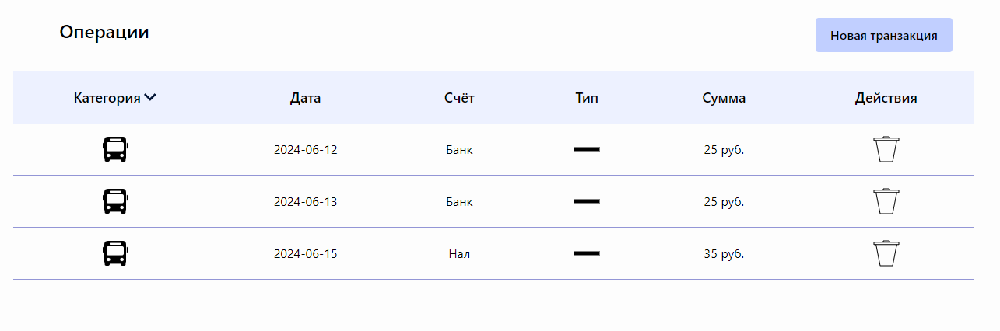 Операции
Новая транзакция
Категория Дата Счёт Тип Сумма Действия
2024-06-12 Банк 25 руб.
2024-06-13 Банк 25 руб.
2024-06-15 Нал 35 руб.